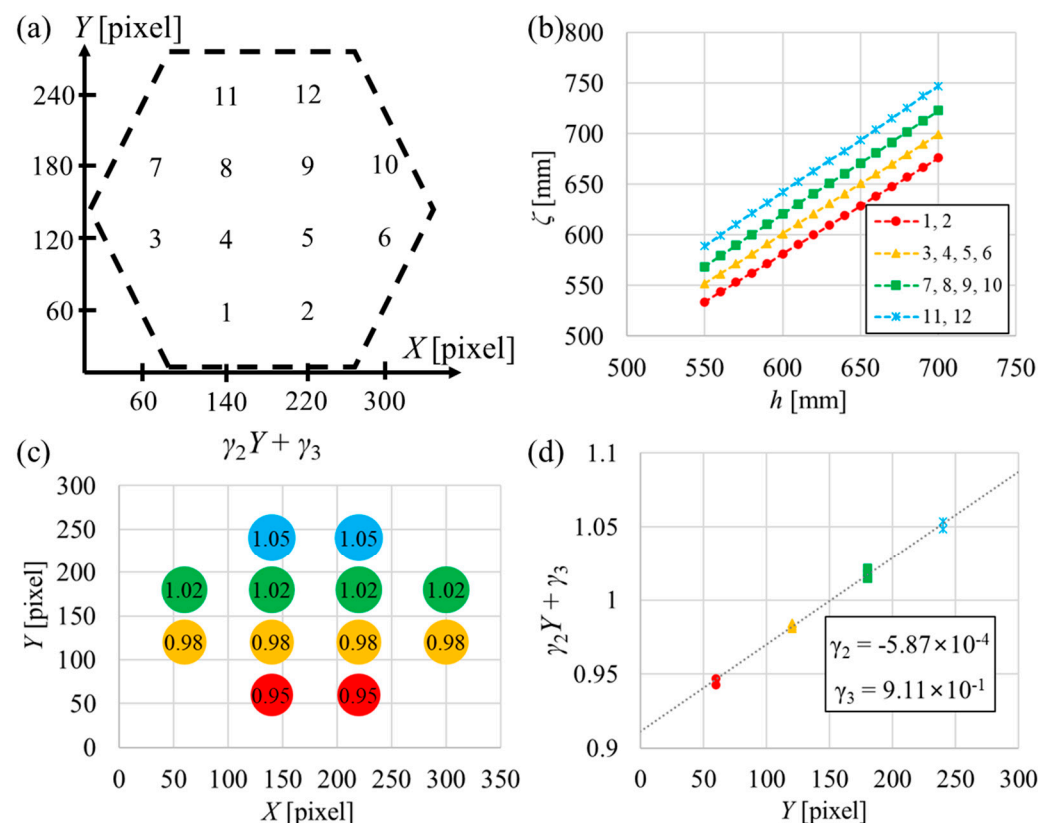 (a)
Y [pixel]
240
180
120
60
11 12
7 8 9 10
3 4 5 6
1 2
X [pixel]
60 140 220 300
(b)
800
750
700
650
600
550
500
ζ [mm]
1, 2
3, 4, 5, 6
7, 8, 9, 10
11, 12
500 550 600 650 700 750
h [mm]
(c)
γ₂Y + γ₃
300
250
200
150
100
50
0
Y [pixel]
1.05 1.05
1.02 1.02 1.02 1.02
0.98 0.98 0.98 0.98
0.95 0.95
0 50 100 150 200 250 300 350
X [pixel]
(d)
1.1
1.05
1
0.95
0.9
γ₂Y + γ₃
γ₂ = -5.87×10⁻⁴
γ₃ = 9.11×10⁻¹
0 60 120 180 240 300
Y [pixel]